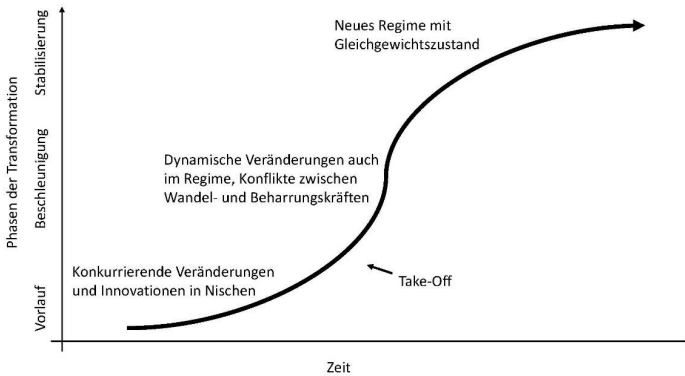 Neues Regime mit
Gleichgewichtszustand
Dynamische Veränderungen auch
im Regime, Konflikte zwischen
Wandel- und Beharrungskräften
Konkurrierende Veränderungen
und Innovationen in Nischen
Take-Off
Phasen der Transformation
Stabilisierung
Beschleunigung
Vorlauf
Zeit